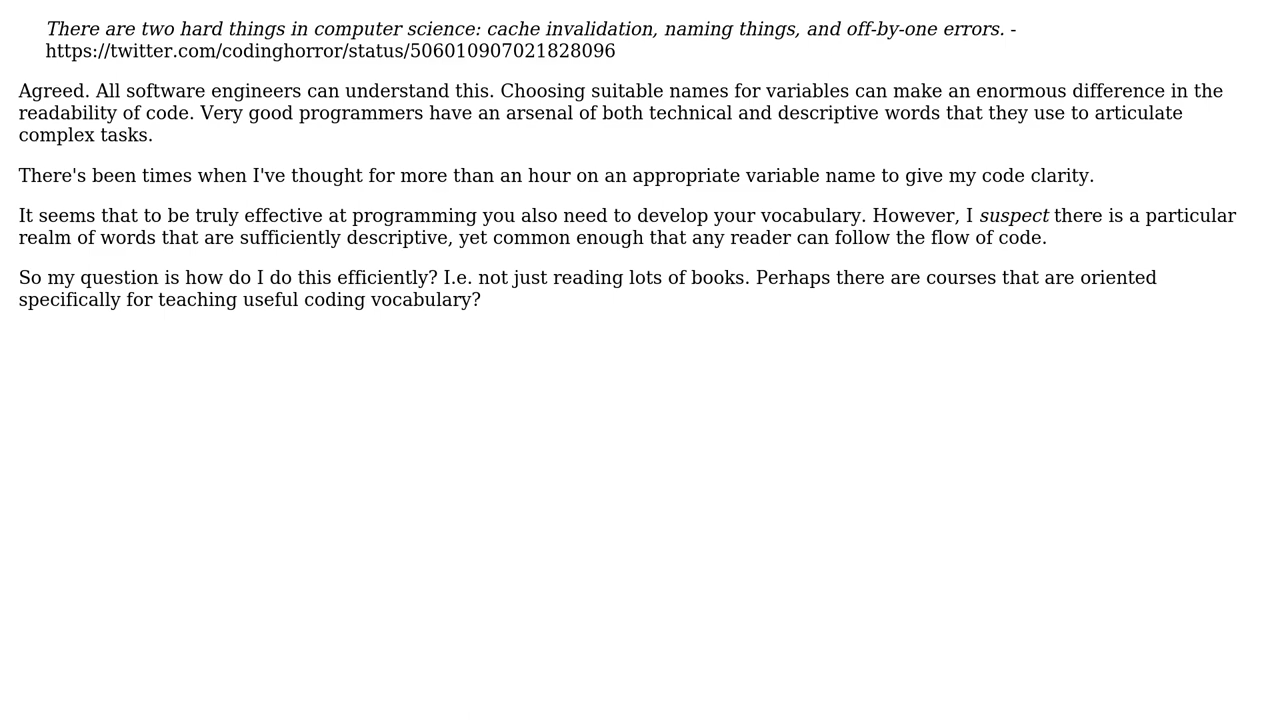 There are two hard things in computer science: cache invalidation, naming things, and off-by-one errors. -
https://twitter.com/codinghorror/status/506010907021828096
Agreed. All software engineers can understand this. Choosing suitable names for variables can make an enormous difference in the
readability of code. Very good programmers have an arsenal of both technical and descriptive words that they use to articulate
complex tasks.
There's been times when I've thought for more than an hour on an appropriate variable name to give my code clarity.
It seems that to be truly effective at programming you also need to develop your vocabulary. However, I suspect there is a particular
realm of words that are sufficiently descriptive, yet common enough that any reader can follow the flow of code.
So my question is how do I do this efficiently? I.e. not just reading lots of books. Perhaps there are courses that are oriented
specifically for teaching useful coding vocabulary?